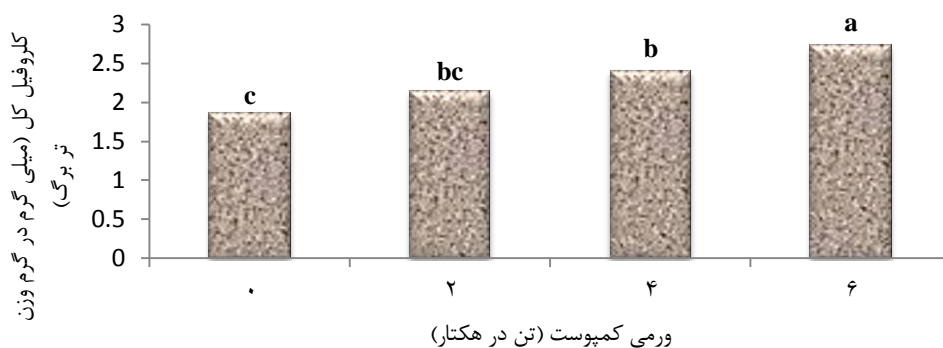 کلروفیل کل (میلی گرم در گرم وزن
تر برگ)
3
2.5
2
1.5
1
0.5
0
c
bc
b
a
۰
۲
۴
۶
ورمی کمپوست (تن در هکتار)